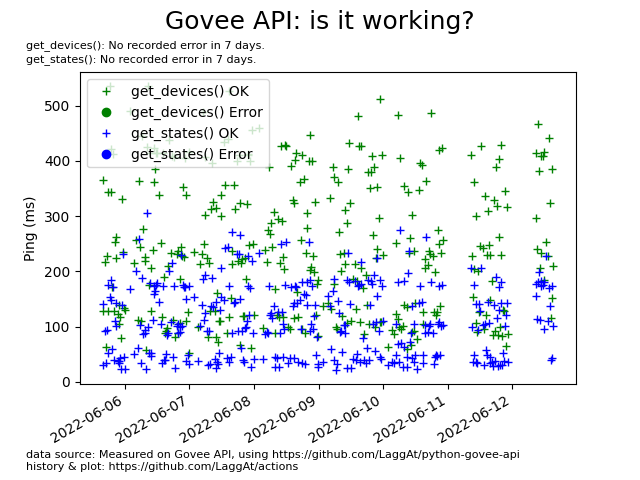 Govee API: is it working?
get_devices(): No recorded error in 7 days.
get_states(): No recorded error in 7 days.
get_devices() OK
get_devices() Error
get_states() OK
get_states() Error
Ping (ms)
500
400
300
200
100
0
2022-06-06
2022-06-07
2022-06-08
2022-06-09
2022-06-10
2022-06-11
2022-06-12
data source: Measured on Govee API, using https://github.com/LaggAt/python-govee-api
history & plot: https://github.com/LaggAt/actions